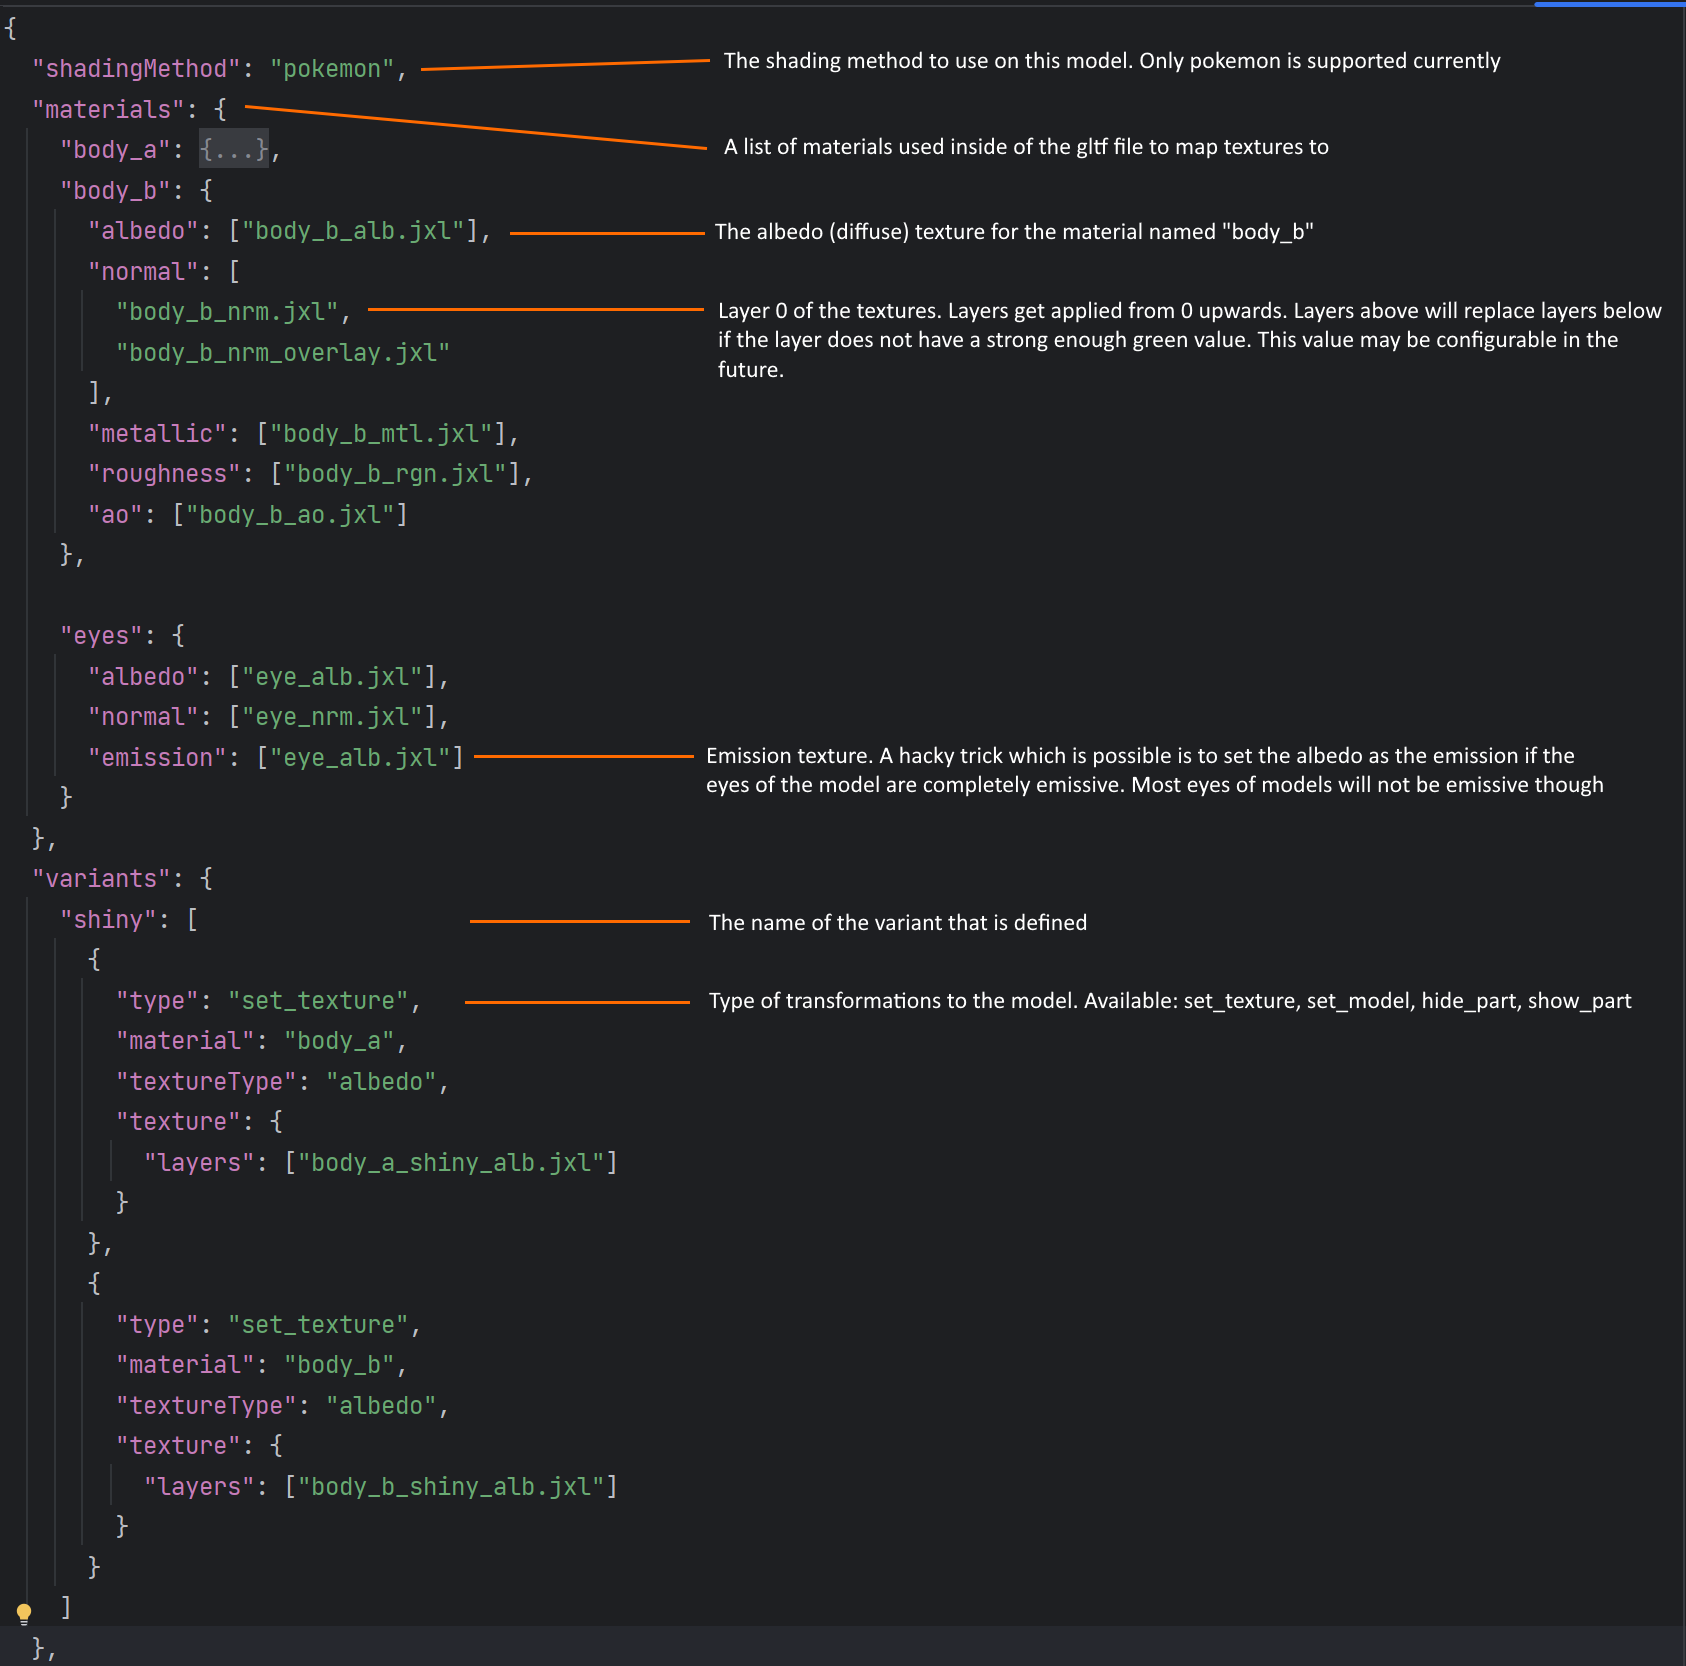 {
"shadingMethod": "pokemon",
The shading method to use on this model. Only pokemon is supported currently
"materials": {
"body_a": {...},
A list of materials used inside of the gltf file to map textures to
"body_b": {
"albedo": ["body_b_alb.jxl"],
The albedo (diffuse) texture for the material named "body_b"
"normal": [
"body_b_nrm.jxl",
"body_b_nrm_overlay.jxl"
Layer 0 of the textures. Layers get applied from 0 upwards. Layers above will replace layers below
if the layer does not have a strong enough green value. This value may be configurable in the
future.
],
"metallic": ["body_b_mtl.jxl"],
"roughness": ["body_b_rgn.jxl"],
"ao": ["body_b_ao.jxl"]
},
"eyes": {
"albedo": ["eye_alb.jxl"],
"normal": ["eye_nrm.jxl"],
"emission": ["eye_alb.jxl"]
Emission texture. A hacky trick which is possible is to set the albedo as the emission if the
eyes of the model are completely emissive. Most eyes of models will not be emissive though
}
},
"variants": {
"shiny": [
The name of the variant that is defined
{
"type": "set_texture",
Type of transformations to the model. Available: set_texture, set_model, hide_part, show_part
"material": "body_a",
"textureType": "albedo",
"texture": {
"layers": ["body_a_shiny_alb.jxl"]
}
},
{
"type": "set_texture",
"material": "body_b",
"textureType": "albedo",
"texture": {
"layers": ["body_b_shiny_alb.jxl"]
}
}
]
},